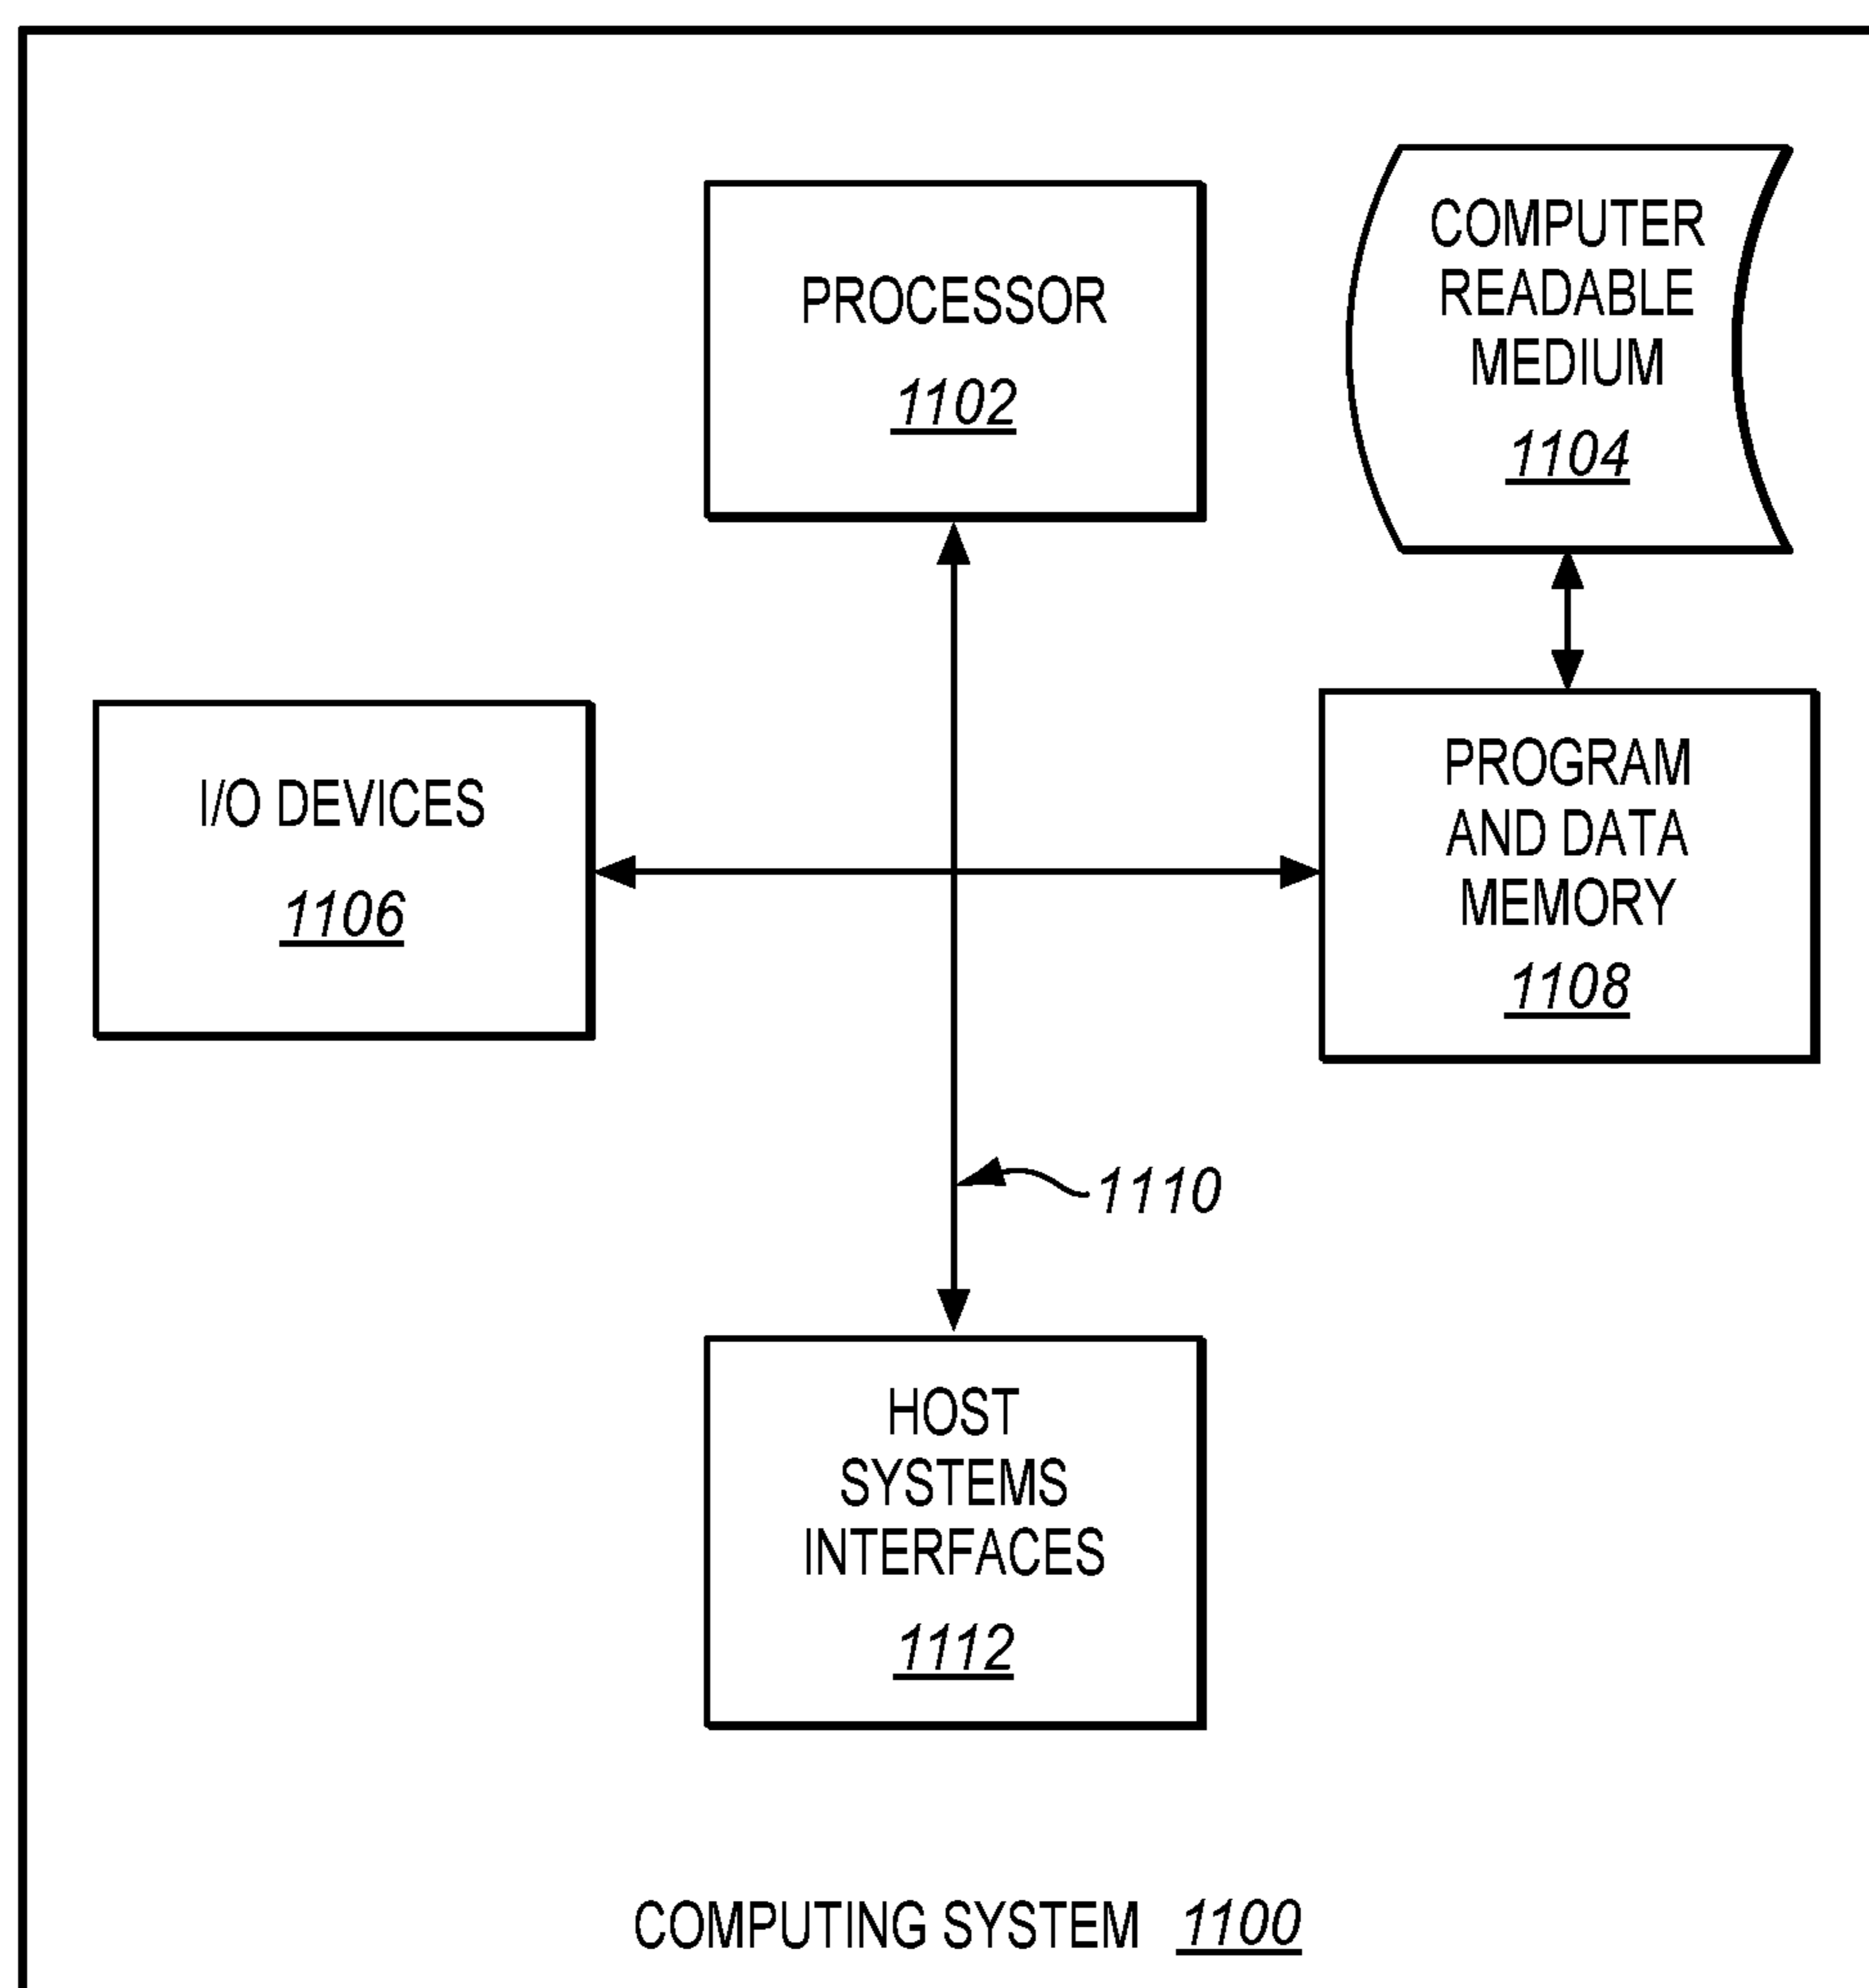 PROCESSOR
1102
COMPUTER
READABLE
MEDIUM
1104
I/O DEVICES
1106
PROGRAM
AND DATA
MEMORY
1108
1110
HOST
SYSTEMS
INTERFACES
1112
COMPUTING SYSTEM 1100